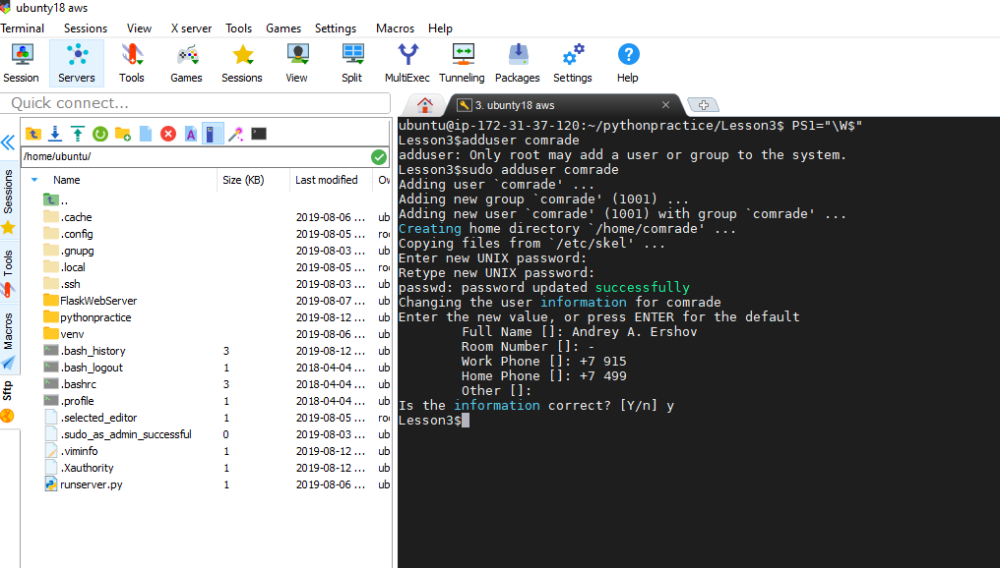 ubunty18 aws
Terminal Sessions View X server Tools Games Settings Macros Help
Session Servers Tools Games Sessions View Split MultiExec Tunneling Packages Settings Help
Quick connect...
3. ubunty18 aws
/home/ubuntu/
Name Size (KB) Last modified Ow
..
.cache 2019-08-06 ... ub
.config 2019-08-05 ... roo
.gnupg 2019-08-03 ... ub
.local 2019-08-05 ... roo
.ssh 2019-08-03 ... ub
FlaskWebServer 2019-08-07 ... ub
pythonpractice 2019-08-12 ... ub
venv 2019-08-06 ... ub
.bash_history 3 2019-08-12 ... ub
.bash_logout 1 2018-04-04 ... ub
.bashrc 3 2018-04-04 ... ub
.profile 1 2018-04-04 ... ub
.selected_editor 1 2019-08-05 ... roo
.sudo_as_admin_successful 0 2019-08-03 ... ub
.viminfo 1 2019-08-12 ... ub
.Xauthority 1 2019-08-12 ... ub
runserver.py 1 2019-08-06 ... ub
Sessions
Tools
Macros
Sftp
ubuntu@ip-172-31-37-120:~/pythonpractice/Lesson3$ PS1="\W$"
Lesson3$adduser comrade
adduser: Only root may add a user or group to the system.
Lesson3$sudo adduser comrade
Adding user `comrade' ...
Adding new group `comrade' (1001) ...
Adding new user `comrade' (1001) with group `comrade' ...
Creating home directory `/home/comrade' ...
Copying files from `/etc/skel' ...
Enter new UNIX password:
Retype new UNIX password:
passwd: password updated successfully
Changing the user information for comrade
Enter the new value, or press ENTER for the default
Full Name []: Andrey A. Ershov
Room Number []: -
Work Phone []: +7 915
Home Phone []: +7 499
Other []:
Is the information correct? [Y/n] y
Lesson3$